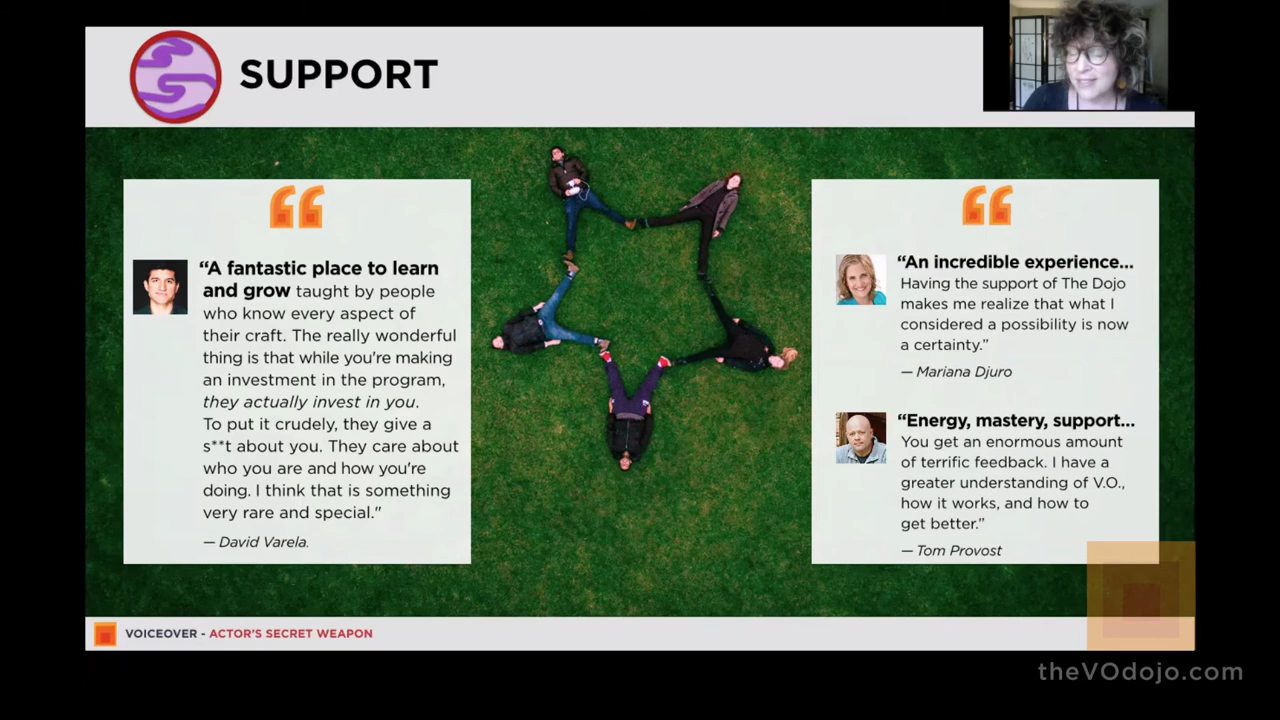 SUPPORT
“A fantastic place to learn
and grow taught by people
who know every aspect of
their craft. The really wonderful
thing is that while you're making
an investment in the program,
they actually invest in you.
To put it crudely, they give a
s**t about you. They care about
who you are and how you're
doing. I think that is something
very rare and special."
— David Varela.
“An incredible experience...
Having the support of The Dojo
makes me realize that what I
considered a possibility is now
a certainty.”
— Mariana Djuro
“Energy, mastery, support...
You get an enormous amount
of terrific feedback. I have a
greater understanding of V.O.,
how it works, and how to
get better.”
— Tom Provost
VOICEOVER - ACTOR'S SECRET WEAPON
theVOdojo.com